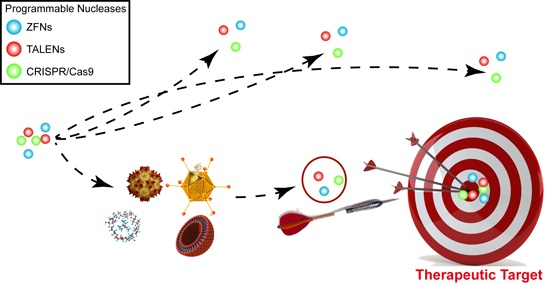 Programmable Nucleases
ZFNs
TALENs
CRISPR/Cas9
Therapeutic Target